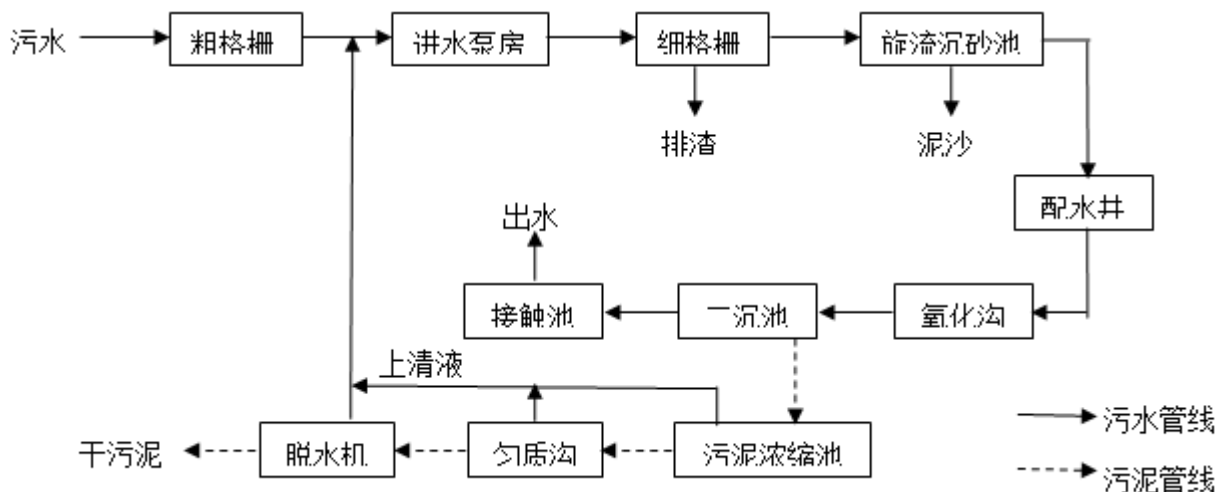 污水
粗格栅
进水泵房
细格栅
旋流沉砂池
排渣
泥沙
配水井
出水
接触池
二沉池
氧化沟
上清液
污水管线
干污泥
脱水机
匀质沟
污泥浓缩池
污泥管线